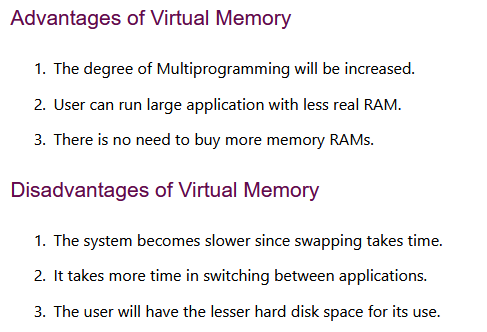 Advantages of Virtual Memory
1. The degree of Multiprogramming will be increased.
2. User can run large application with less real RAM.
3. There is no need to buy more memory RAMs.
Disadvantages of Virtual Memory
1. The system becomes slower since swapping takes time.
2. It takes more time in switching between applications.
3. The user will have the lesser hard disk space for its use.